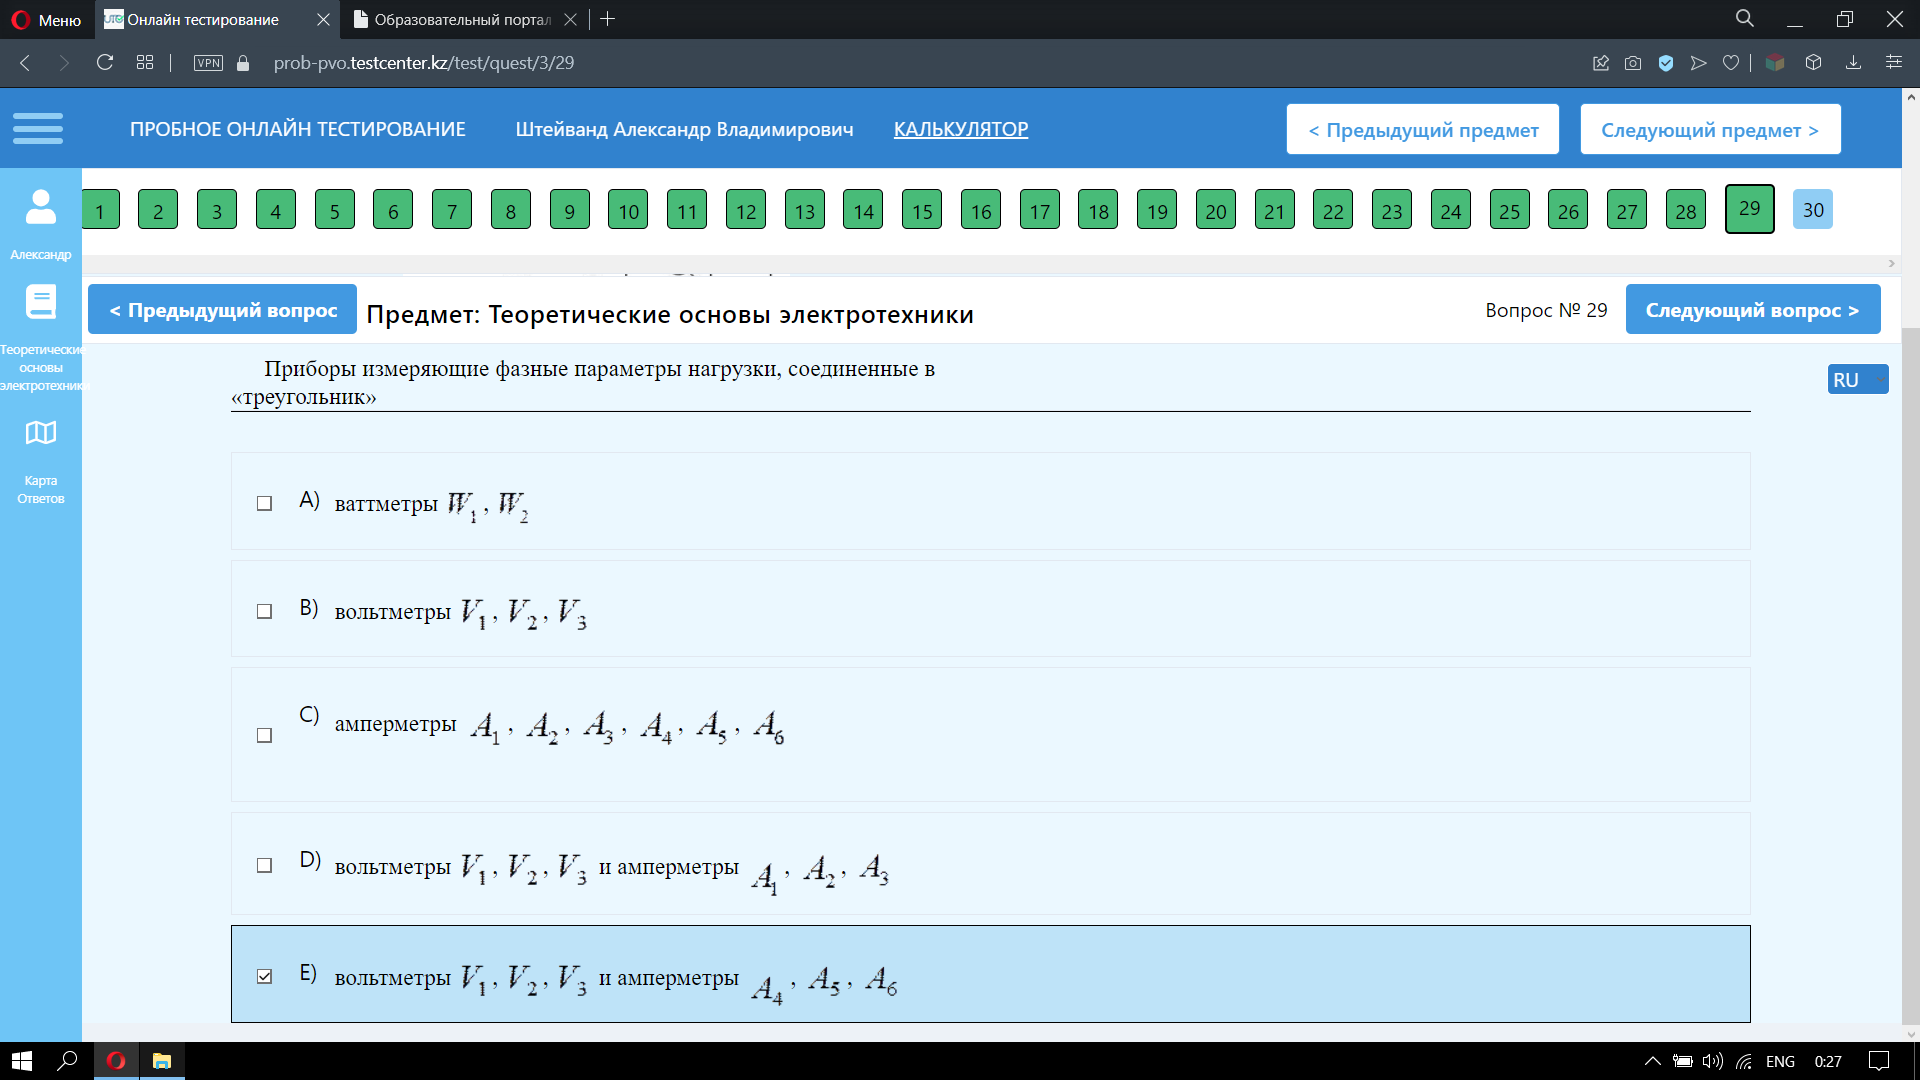 Меню
Онлайн тестирование
Образовательный портал
VPN
prob-pvo.testcenter.kz/test/quest/3/29
ПРОБНОЕ ОНЛАЙН ТЕСТИРОВАНИЕ
Штейванд Александр Владимирович
КАЛЬКУЛЯТОР
< Предыдущий предмет
Следующий предмет >
1 2 3 4 5 6 7 8 9 10 11 12 13 14 15 16 17 18 19 20 21 22 23 24 25 26 27 28 29 30
Александр
Теоретические
основы
электротехники
Карта
Ответов
< Предыдущий вопрос
Предмет: Теоретические основы электротехники
Вопрос № 29
Следующий вопрос >
RU
Приборы измеряющие фазные параметры нагрузки, соединенные в
«треугольник»
A) ваттметры W₁, W₂
B) вольтметры V₁, V₂, V₃
C) амперметры A₁, A₂, A₃, A₄, A₅, A₆
D) вольтметры V₁, V₂, V₃ и амперметры A₁, A₂, A₃
E) вольтметры V₁, V₂, V₃ и амперметры A₄, A₅, A₆
ENG
0:27